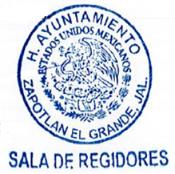 H. AYUNTAMIENTO
ESTADOS UNIDOS MEXICANOS
ZAPOTLAN EL GRANDE, JAL.
SALA DE REGIDORES